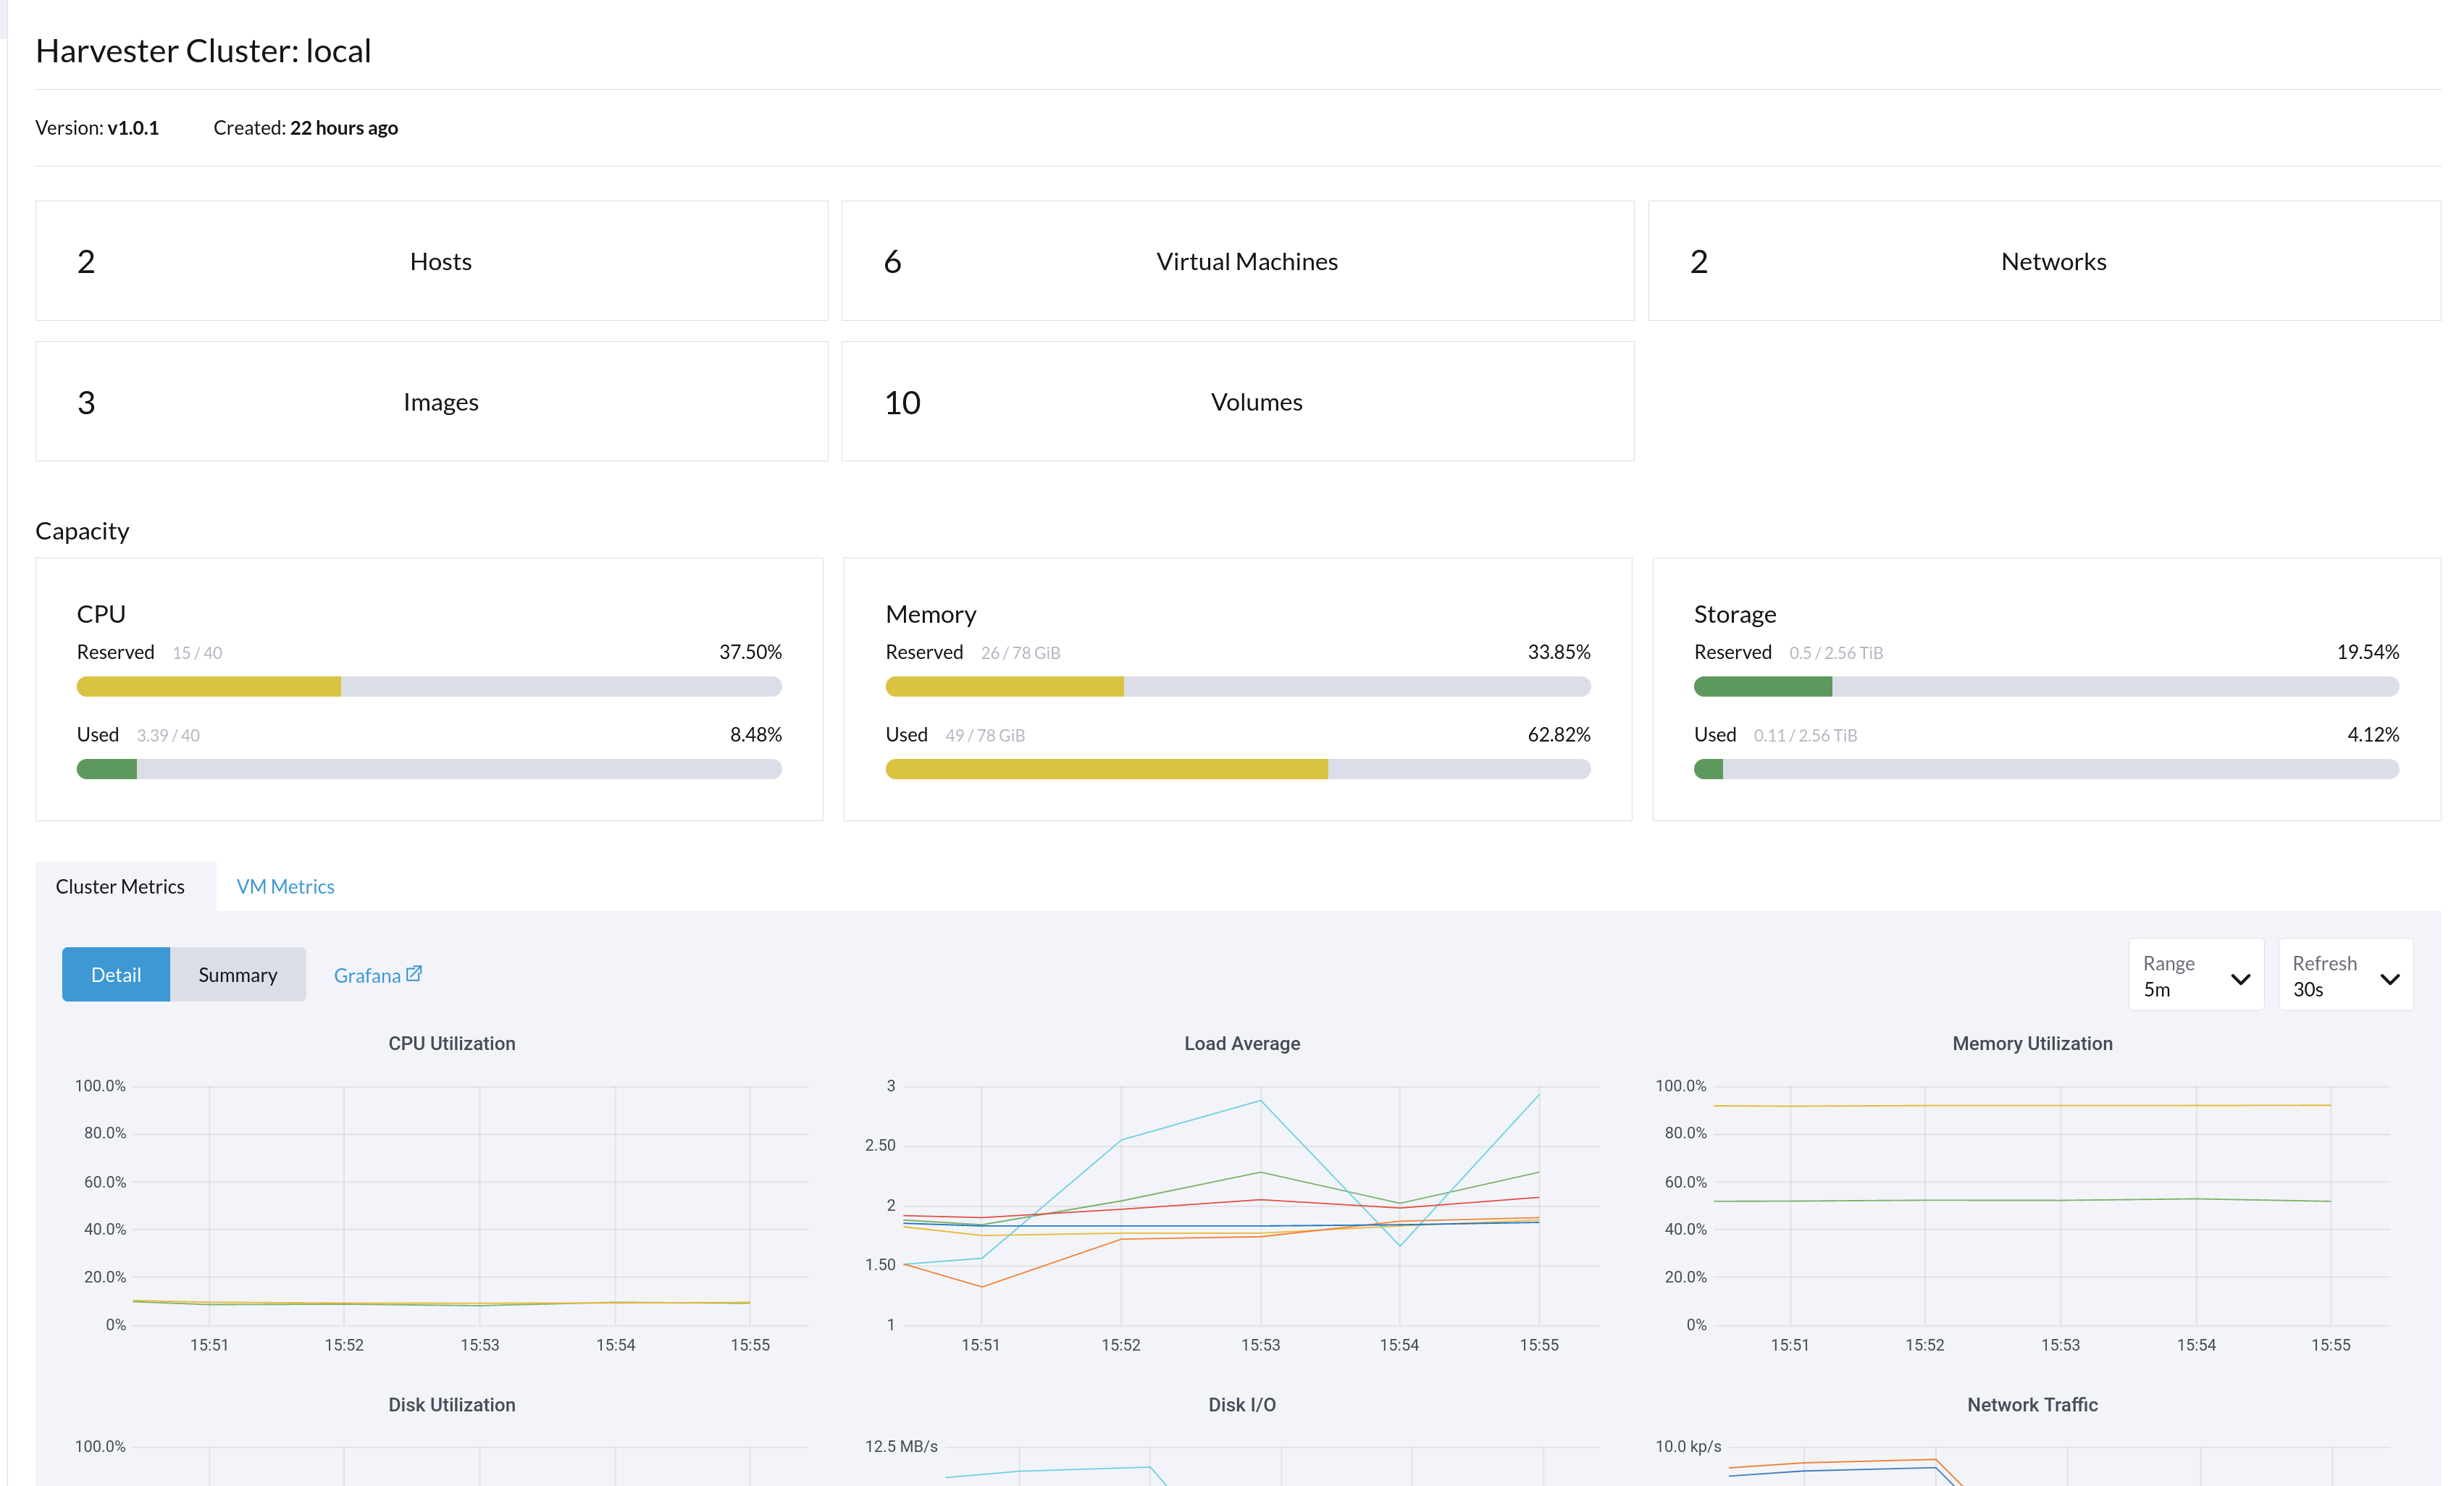 Harvester Cluster: local
Version: v1.0.1 Created: 22 hours ago
2 Hosts
6 Virtual Machines
2 Networks
3 Images
10 Volumes
Capacity
CPU
Reserved 15 / 40 37.50%
Used 3.39 / 40 8.48%
Memory
Reserved 26 / 78 GiB 33.85%
Used 49 / 78 GiB 62.82%
Storage
Reserved 0.5 / 2.56 TiB 19.54%
Used 0.11 / 2.56 TiB 4.12%
Cluster Metrics VM Metrics
Detail Summary Grafana
Range
5m
Refresh
30s
CPU Utilization
100.0%
80.0%
60.0%
40.0%
20.0%
0%
15:51 15:52 15:53 15:54 15:55
Load Average
3
2.50
2
1.50
1
15:51 15:52 15:53 15:54 15:55
Memory Utilization
100.0%
80.0%
60.0%
40.0%
20.0%
0%
15:51 15:52 15:53 15:54 15:55
Disk Utilization
100.0%
Disk I/O
12.5 MB/s
Network Traffic
10.0 kp/s